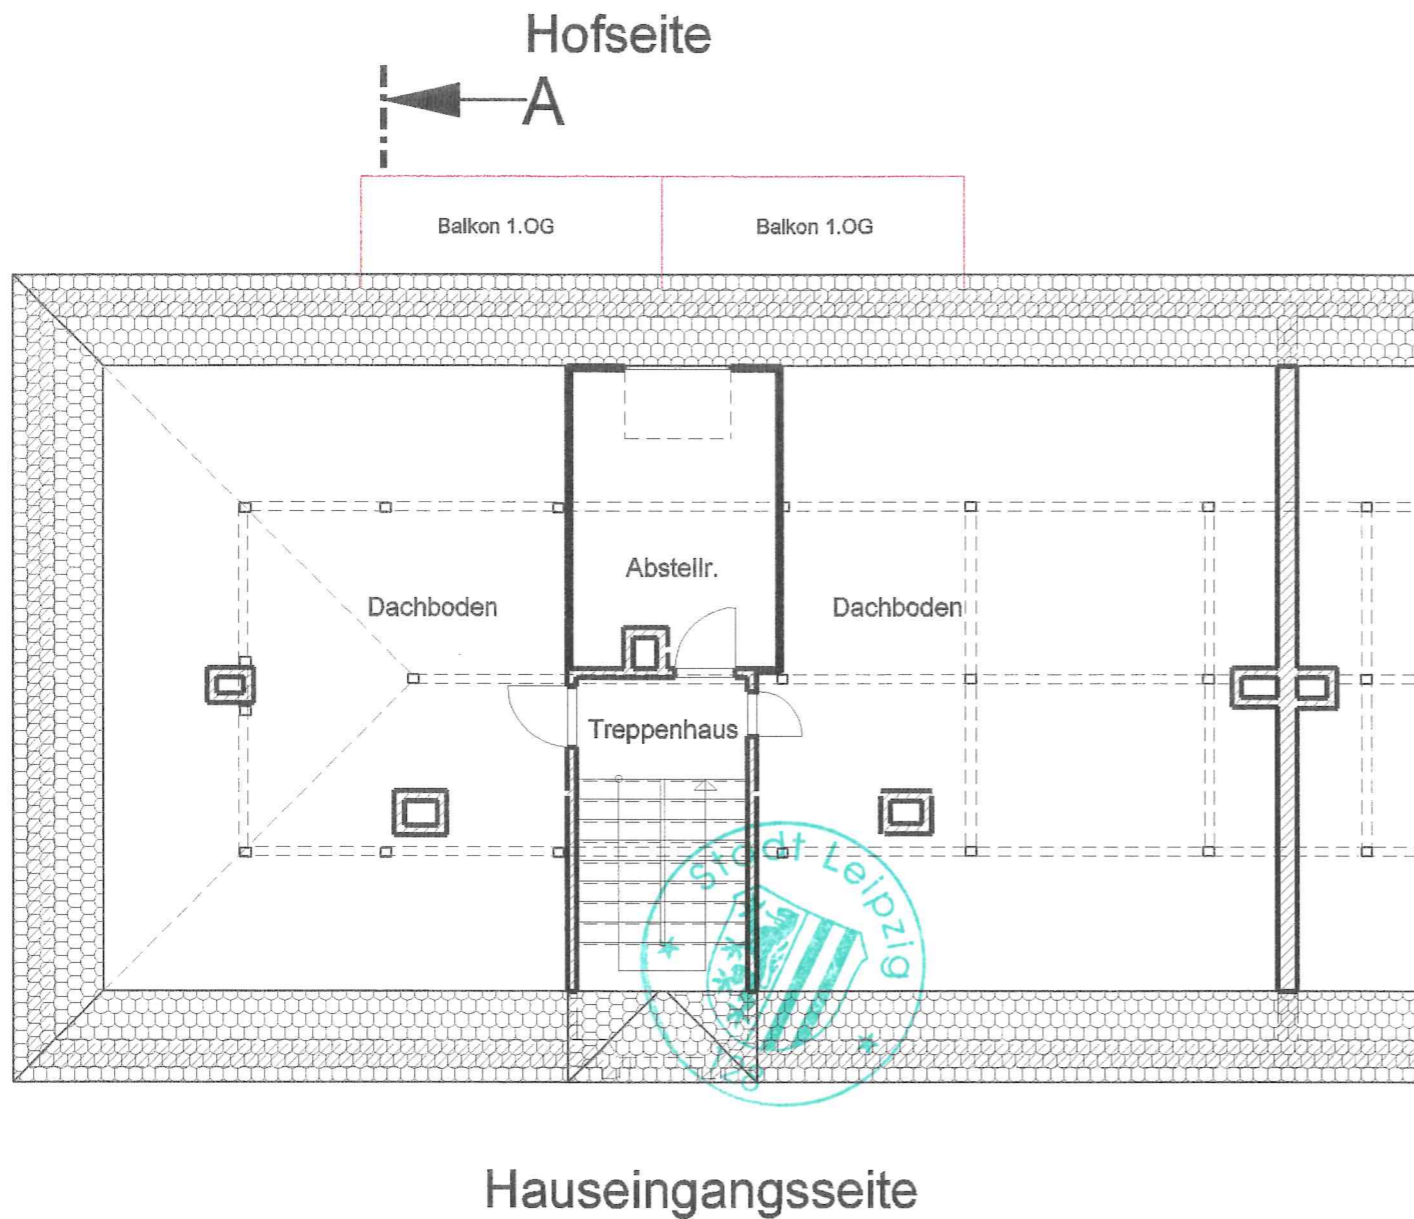 Hofseite
A
Balkon 1.OG
Balkon 1.OG
Abstellr.
Dachboden
Dachboden
Treppenhaus
Stadt Leipzig
Hauseingangsseite